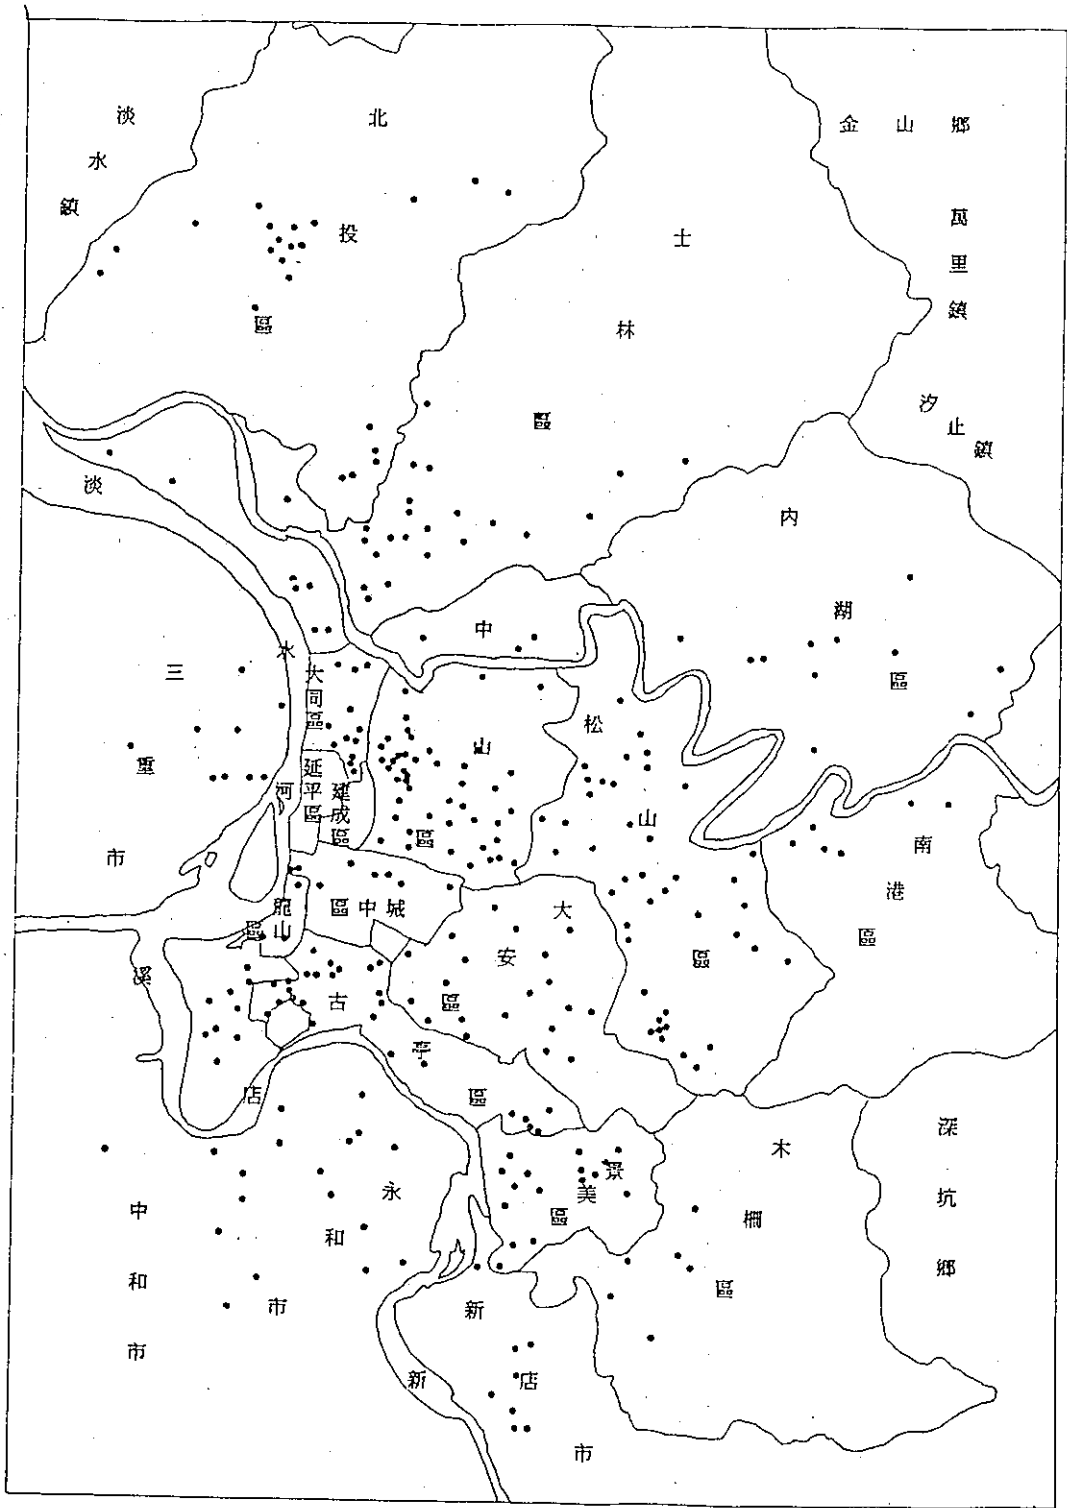 淡水鎮
北投區
士林區
金山鄉
萬里鎮
汐止鎮
淡水河
內湖區
中山區
三重市
大同區
松山區
延平區
建成區
南港區
龍山區
城中區
大安區
古亭區
新店溪
木柵區
深坑鄉
景美區
永和市
中和市
新店市